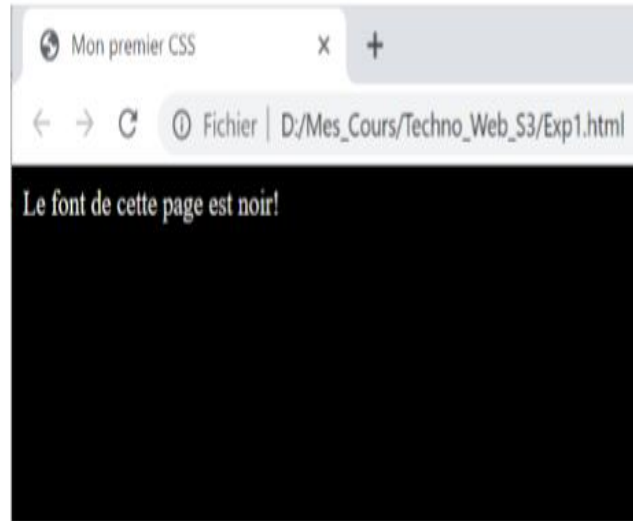 Mon premier CSS
Fichier | D:/Mes_Cours/Techno_Web_S3/Exp1.html
Le font de cette page est noir!